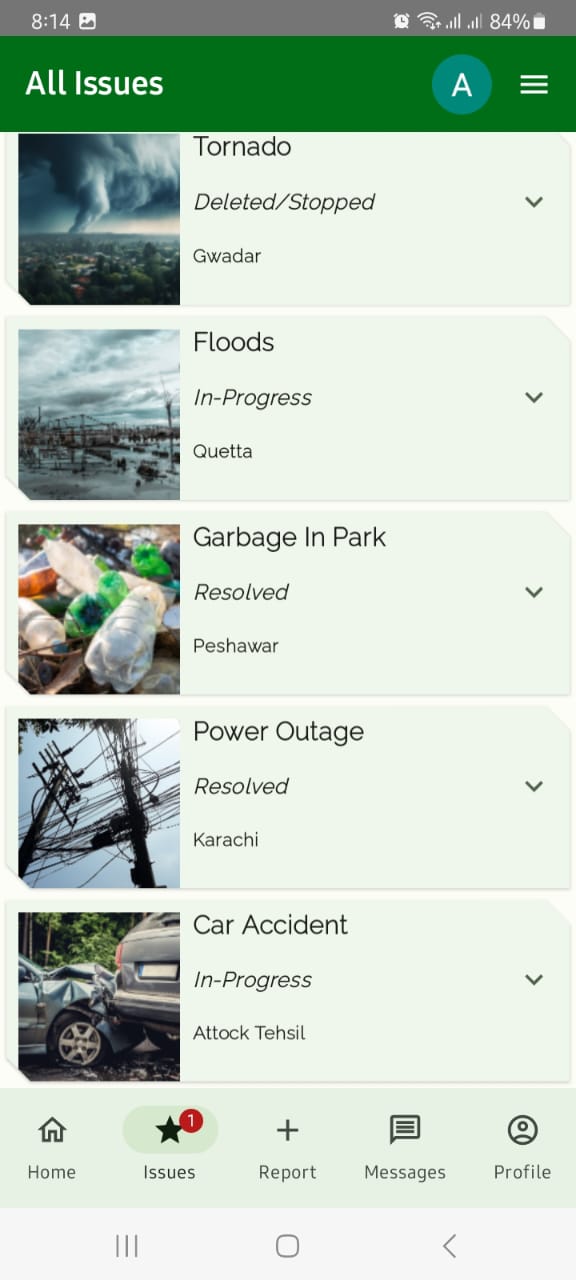 8:14 84%
All Issues A
Tornado
Deleted/Stopped
Gwadar
Floods
In-Progress
Quetta
Garbage In Park
Resolved
Peshawar
Power Outage
Resolved
Karachi
Car Accident
In-Progress
Attock Tehsil
1
Home Issues Report Messages Profile